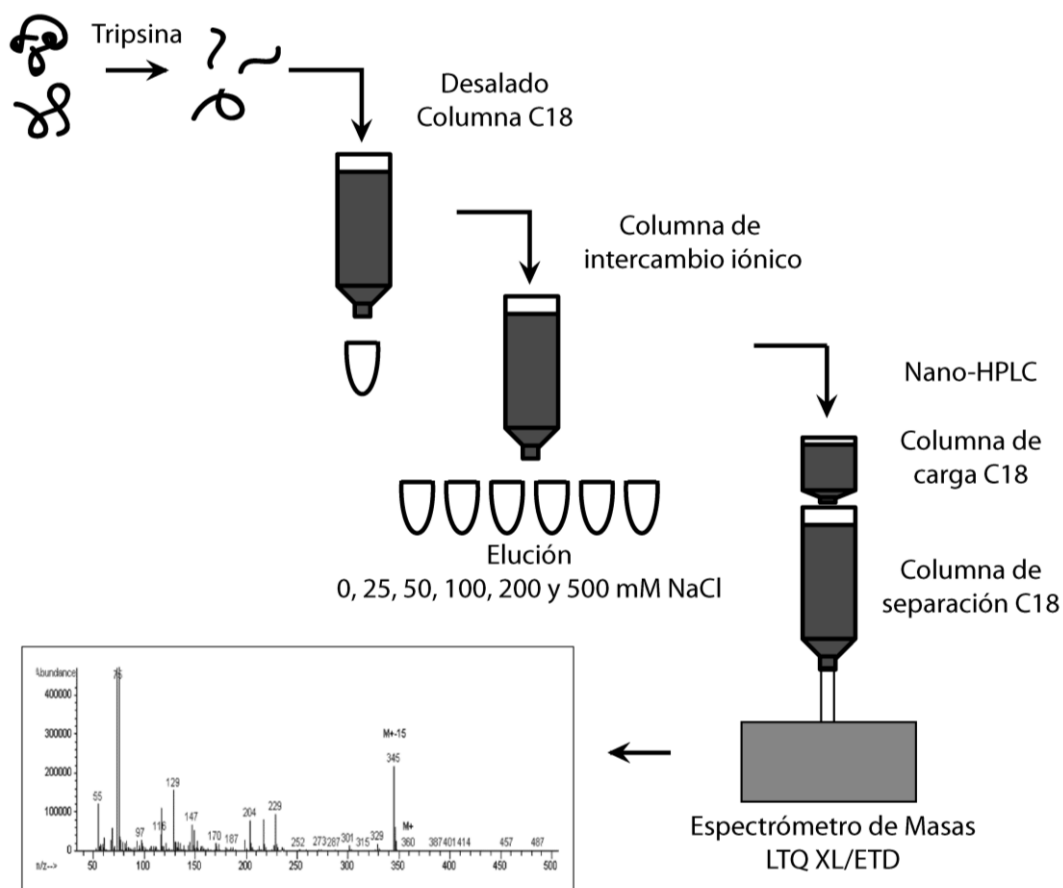 Tripsina
Desalado
Columna C18
Columna de
intercambio iónico
Nano-HPLC
Columna de
carga C18
Elución
0, 25, 50, 100, 200 y 500 mM NaCl
Columna de
separación C18
Espectrómetro de Masas
LTQ XL/ETD
Abundance
400000
300000
200000
100000
0
m/z-->
50 100 150 200 250 300 350 400 450 500
55
75
97
116
129
147
170
187
204
229
252
273
287
301
315
329
M+-15
345
M+
360
387
401
414
457
487